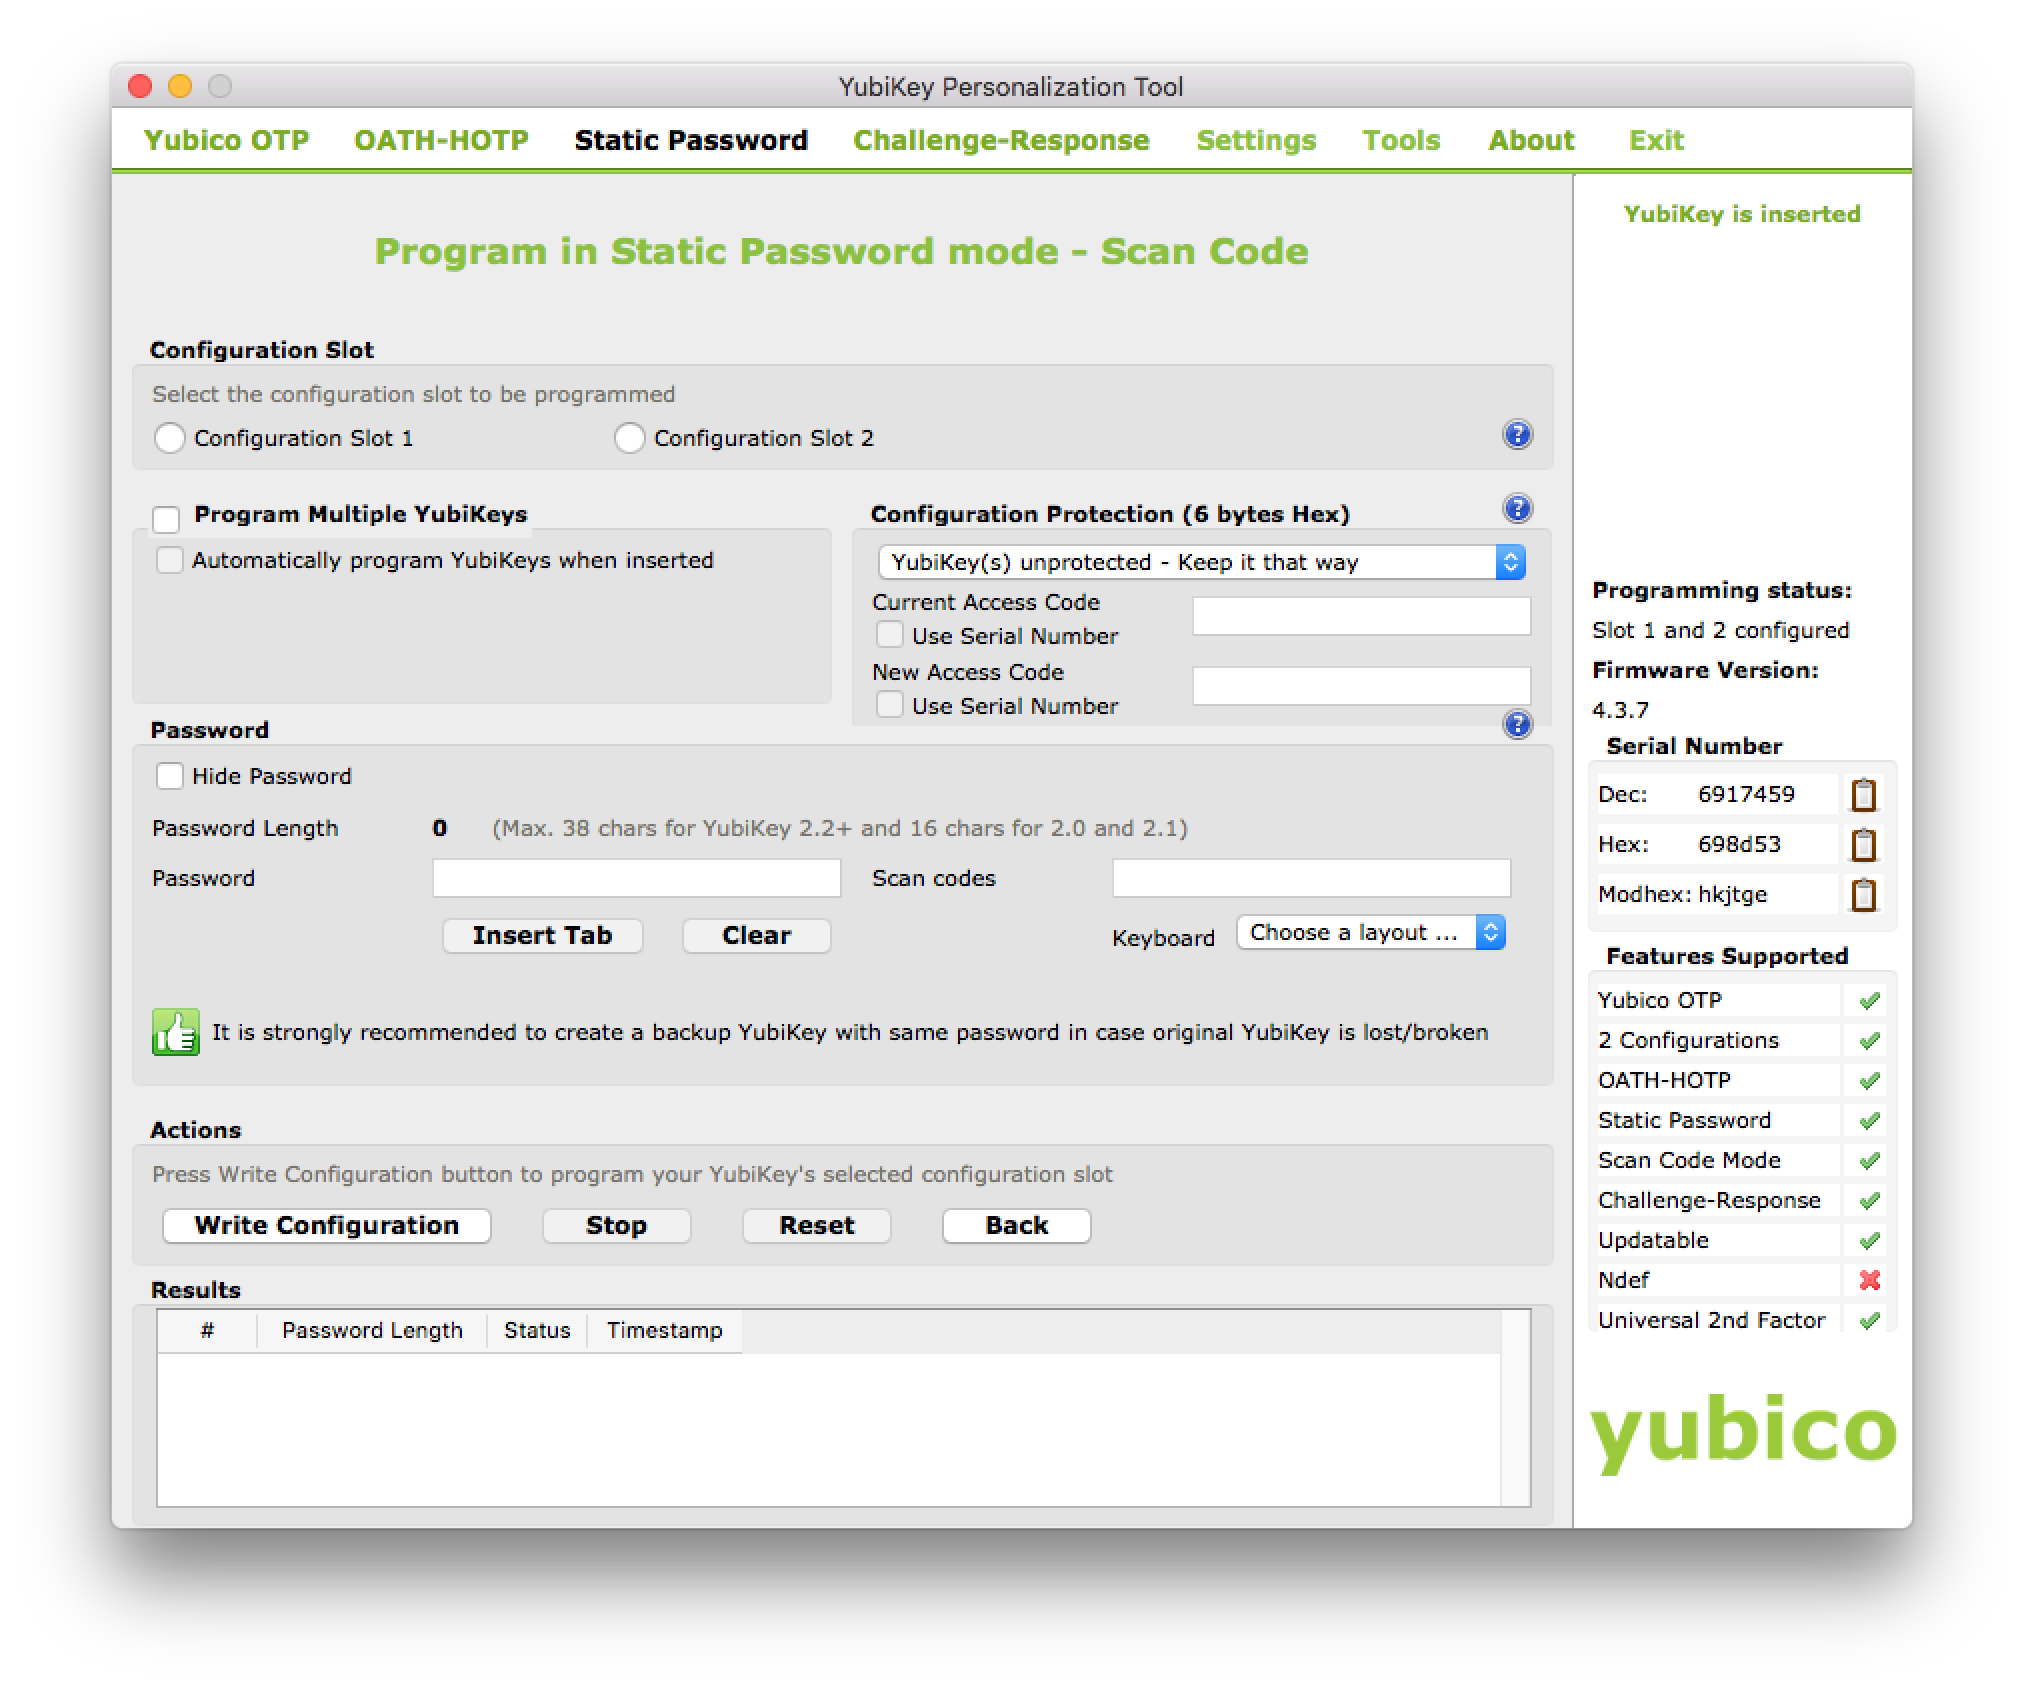 YubiKey Personalization Tool
Yubico OTP OATH-HOTP Static Password Challenge-Response Settings Tools About Exit
Program in Static Password mode - Scan Code
Configuration Slot
Select the configuration slot to be programmed
Configuration Slot 1 Configuration Slot 2
Program Multiple YubiKeys
Automatically program YubiKeys when inserted
Configuration Protection (6 bytes Hex)
YubiKey(s) unprotected - Keep it that way
Current Access Code
Use Serial Number
New Access Code
Use Serial Number
Password
Hide Password
Password Length 0 (Max. 38 chars for YubiKey 2.2+ and 16 chars for 2.0 and 2.1)
Password Scan codes
Insert Tab Clear Keyboard Choose a layout ...
It is strongly recommended to create a backup YubiKey with same password in case original YubiKey is lost/broken
Actions
Press Write Configuration button to program your YubiKey's selected configuration slot
Write Configuration Stop Reset Back
Results
# Password Length Status Timestamp
YubiKey is inserted
Programming status:
Slot 1 and 2 configured
Firmware Version:
4.3.7
Serial Number
Dec: 6917459
Hex: 698d53
Modhex: hkjtge
Features Supported
Yubico OTP
2 Configurations
OATH-HOTP
Static Password
Scan Code Mode
Challenge-Response
Updatable
Ndef
Universal 2nd Factor
yubico